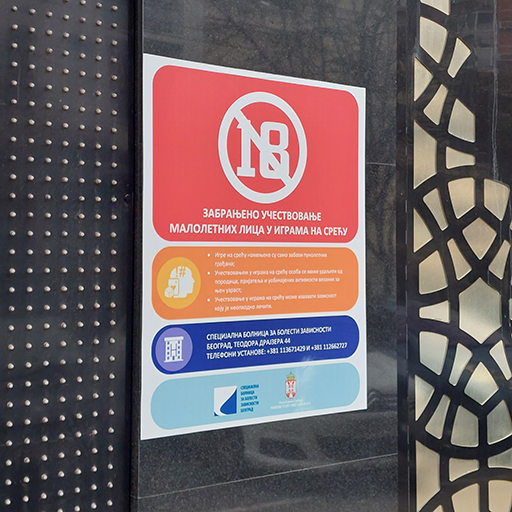 18
ЗАБРАЊЕНО УЧЕСТВОВАЊЕ
МАЛОЛЕТНИХ ЛИЦА У ИГРАМА НА СРЕЋУ
Игре на срећу намењене су само забави пунолетних
грађана;
Учествовањем у играма на срећу особа се може удаљити од
породице, пријатеља и уобичајених активности везаних за
њен узраст;
Учествовање у играма на срећу може изазвати зависност
коју је неопходно лечити.
СПЕЦИЈАЛНА БОЛНИЦА ЗА БОЛЕСТИ ЗАВИСНОСТИ
БЕОГРАД, ТЕОДОРА ДРАЈЗЕРА 44
ТЕЛЕФОНИ УСТАНОВЕ: +381 113671429 И +381 112662727
СПЕЦИЈАЛНА
БОЛНИЦА
ЗА БОЛЕСТИ
ЗАВИСНОСТИ
БЕОГРАД